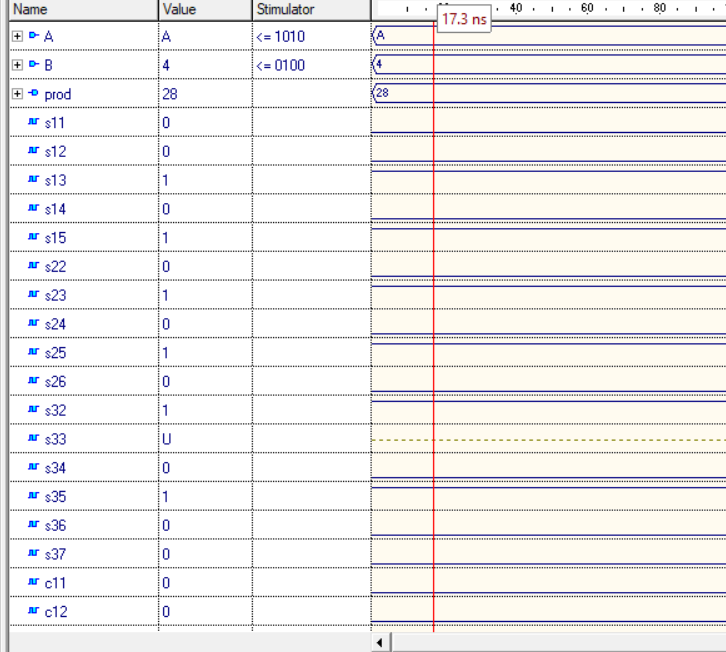 Name Value Stimulator 40 60 80
17.3 ns
A A <= 1010 A
B 4 <= 0100 4
prod 28 28
s11 0
s12 0
s13 1
s14 0
s15 1
s22 0
s23 1
s24 0
s25 1
s26 0
s32 1
s33 U
s34 0
s35 1
s36 0
s37 0
c11 0
c12 0